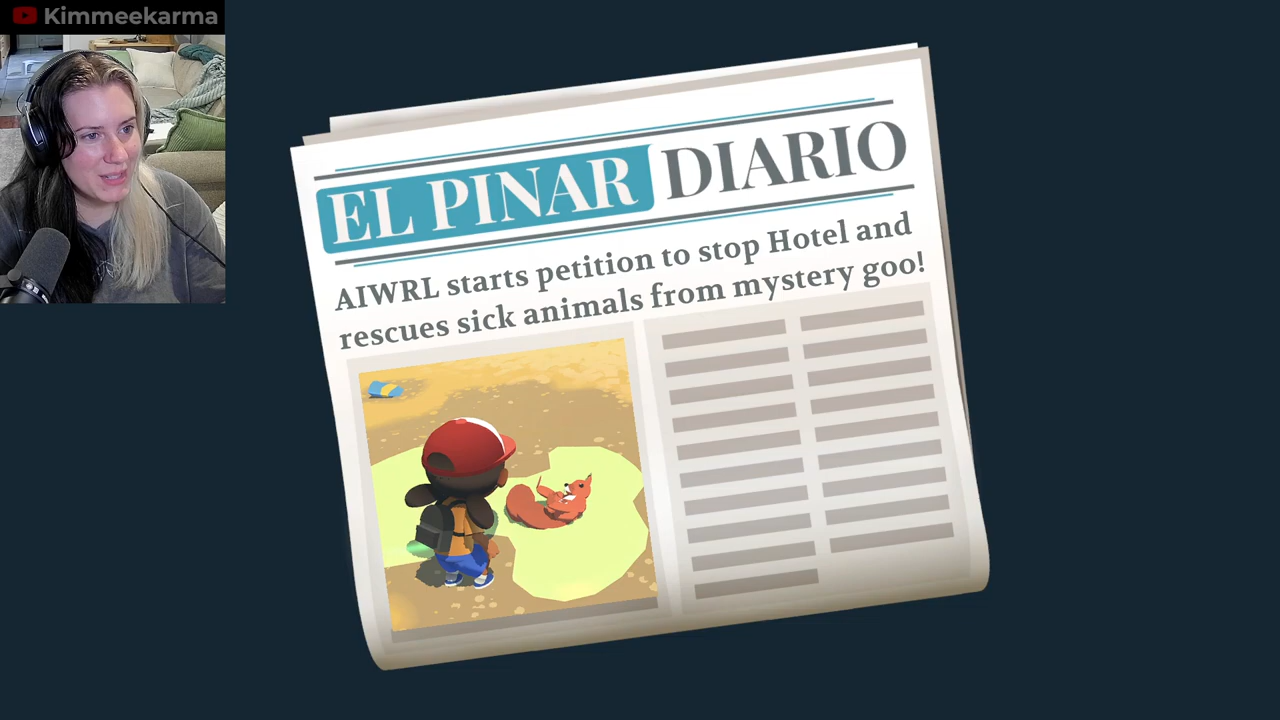 Kimmeekarma
EL PINAR DIARIO
AIWRL starts petition to stop Hotel and
rescues sick animals from mystery goo!